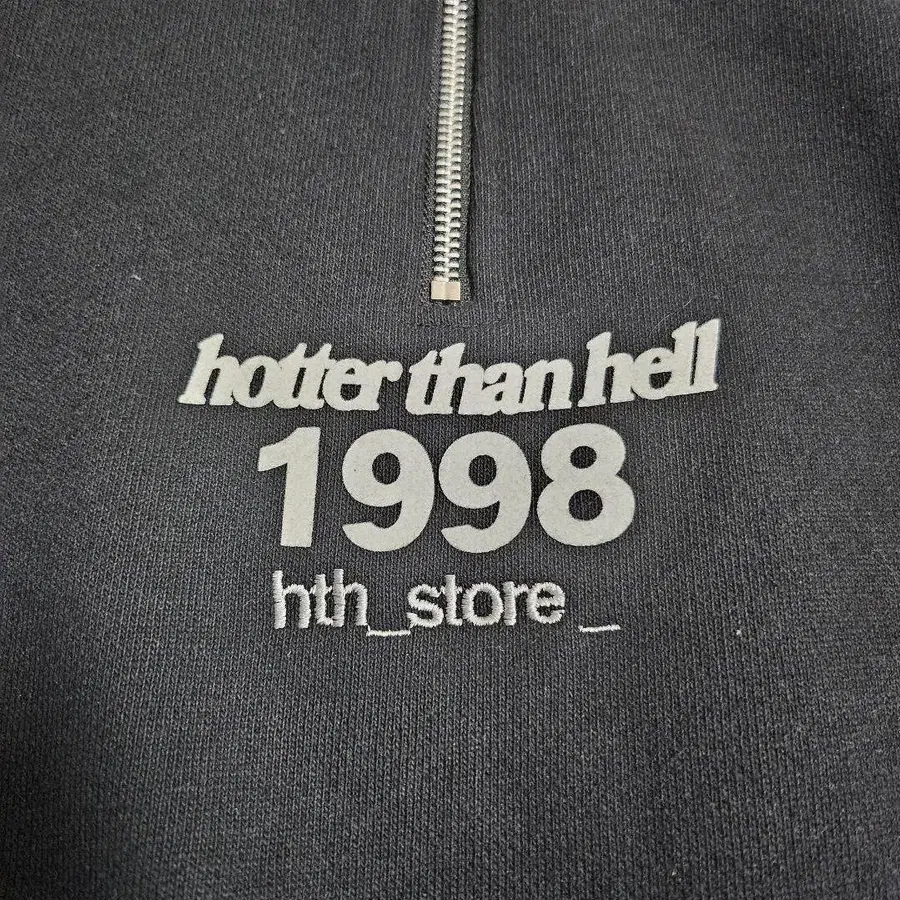 hotter than hell
1998
hth_store _